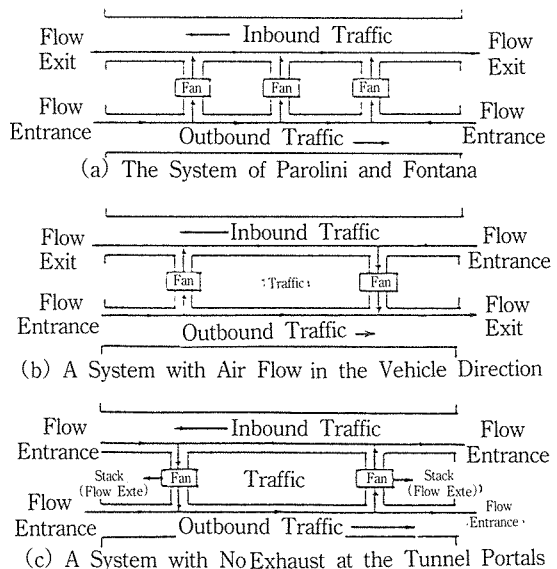 Inbound Traffic
Flow Exit
Flow Exit
Fan Fan Fan
Flow Entrance
Flow Entrance
Outbound Traffic
(a) The System of Parolini and Fontana
Inbound Traffic
Flow Exit
Flow Entrance
Fan Traffic Fan
Flow Entrance
Flow Exit
Outbound Traffic
(b) A System with Air Flow in the Vehicle Direction
Inbound Traffic
Flow Entrance
Flow Entrance
Stack (Flow Exte) Fan Traffic Fan Stack (Flow Exte)
Flow Entrance
Flow Entrance
Outbound Traffic
(c) A System with No Exhaust at the Tunnel Portals